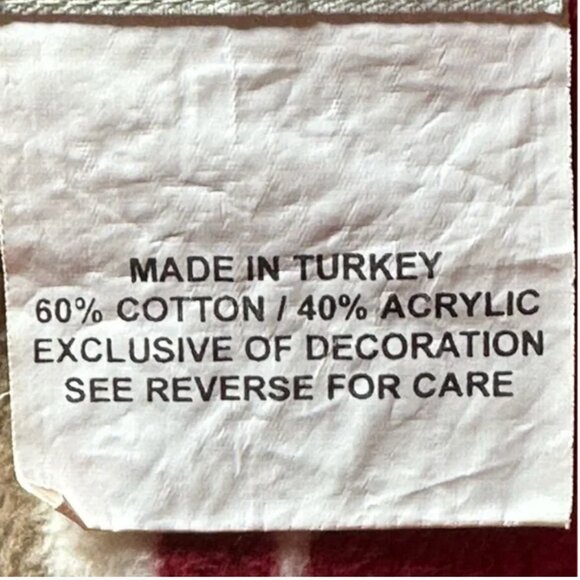 MADE IN TURKEY
60% COTTON / 40% ACRYLIC
EXCLUSIVE OF DECORATION
SEE REVERSE FOR CARE